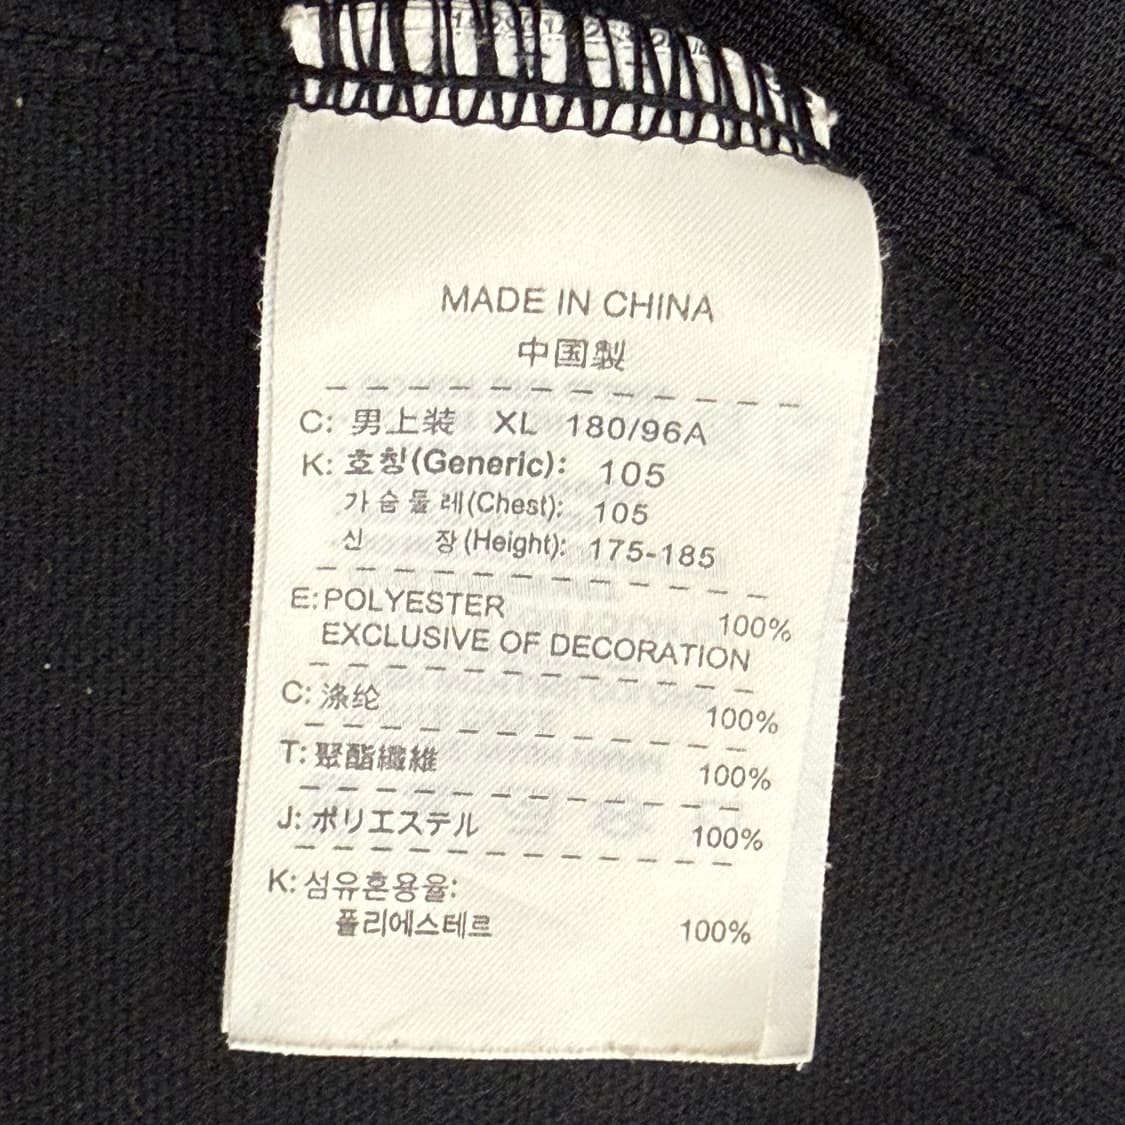 MADE IN CHINA
中国製
C: 男上装 XL 180/96A
K: 호칭(Generic): 105
가슴둘레(Chest): 105
신 장(Height): 175-185
E:POLYESTER 100%
EXCLUSIVE OF DECORATION
C: 涤纶 100%
T: 聚酯纖維 100%
J: ポリエステル 100%
K: 섬유혼용율:
폴리에스테르 100%